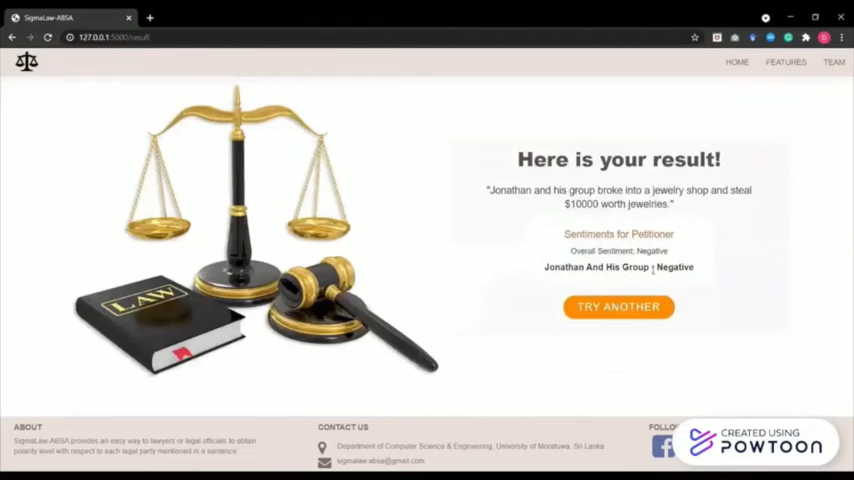 SigmaLaw-ABSA
127.0.0.1:5000/result
HOME FEATURES TEAM
LAW
Here is your result!
"Jonathan and his group broke into a jewelry shop and steal
$10000 worth jewelries."
Sentiments for Petitioner
Overall Sentiment: Negative
Jonathan And His Group : Negative
TRY ANOTHER
ABOUT
SigmaLaw-ABSA provides an easy way to lawyers or legal officials to obtain
polarity level with respect to each legal party mentioned in a sentence
CONTACT US
Department of Computer Science & Engineering, University of Moratuwa, Sri Lanka
sigmalaw.absa@gmail.com
FOLLO
CREATED USING
POWTOON